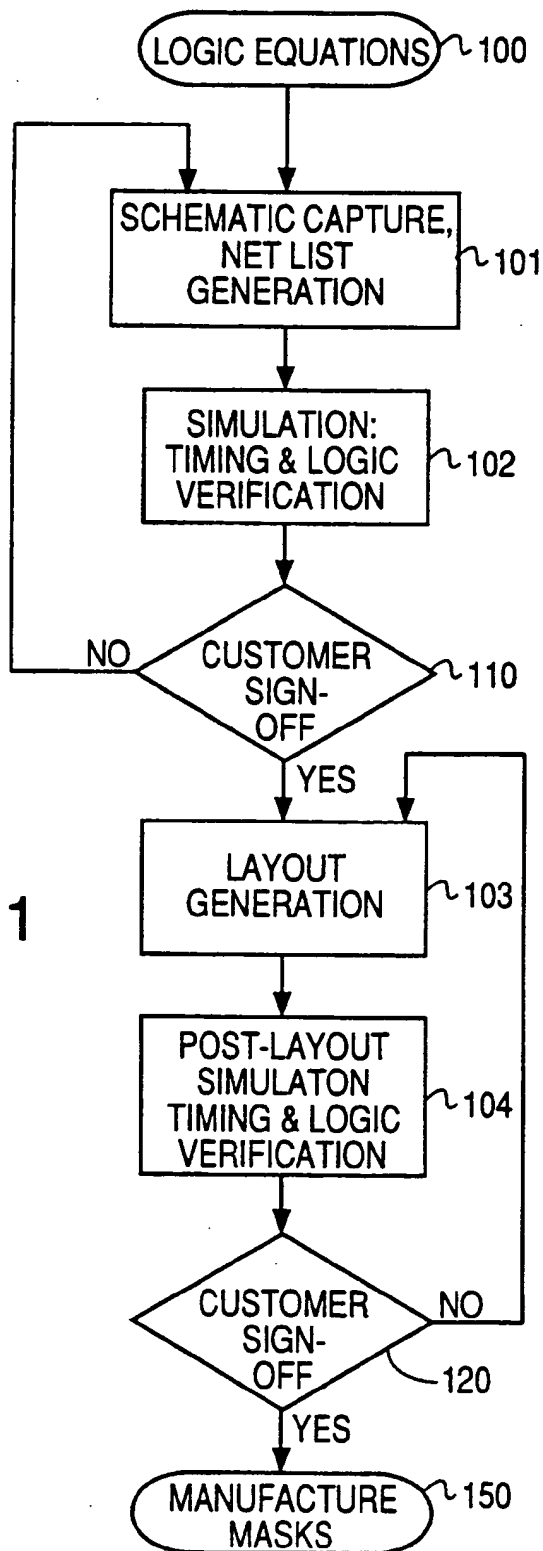 LOGIC EQUATIONS 100
SCHEMATIC CAPTURE,
NET LIST
GENERATION
101
SIMULATION:
TIMING & LOGIC
VERIFICATION
102
NO
CUSTOMER
SIGN-
OFF
110
YES
LAYOUT
GENERATION
103
1
POST-LAYOUT
SIMULATON
TIMING & LOGIC
VERIFICATION
104
CUSTOMER
SIGN-
OFF
NO
120
YES
MANUFACTURE
MASKS
150